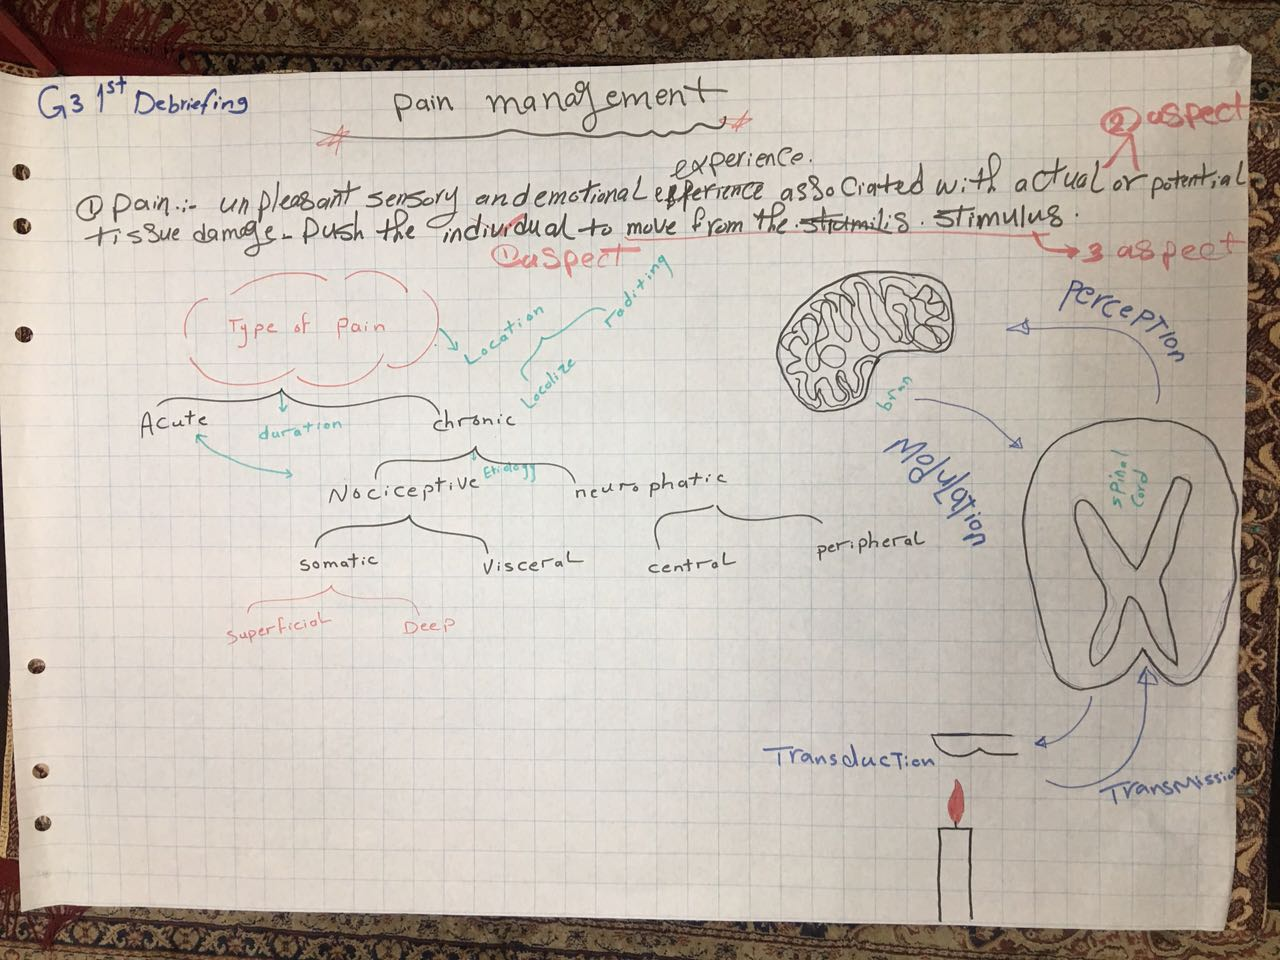 G3 1st Debriefing
Pain management
② aspect
experience.
① Pain :- unpleasant sensory and emotional experience associated with actual or potential
tissue damage - Push the individual to move from the stimulis. stimulus.
① aspect
3 aspect
Type of Pain
Location
Localize
raditing
Acute
duration
chronic
Etiology
Nociceptive
neurophatic
somatic
visceral
central
peripheral
Superficial
Deep
perception
brain
Modulation
spinal
cord
Transduction
Transmission